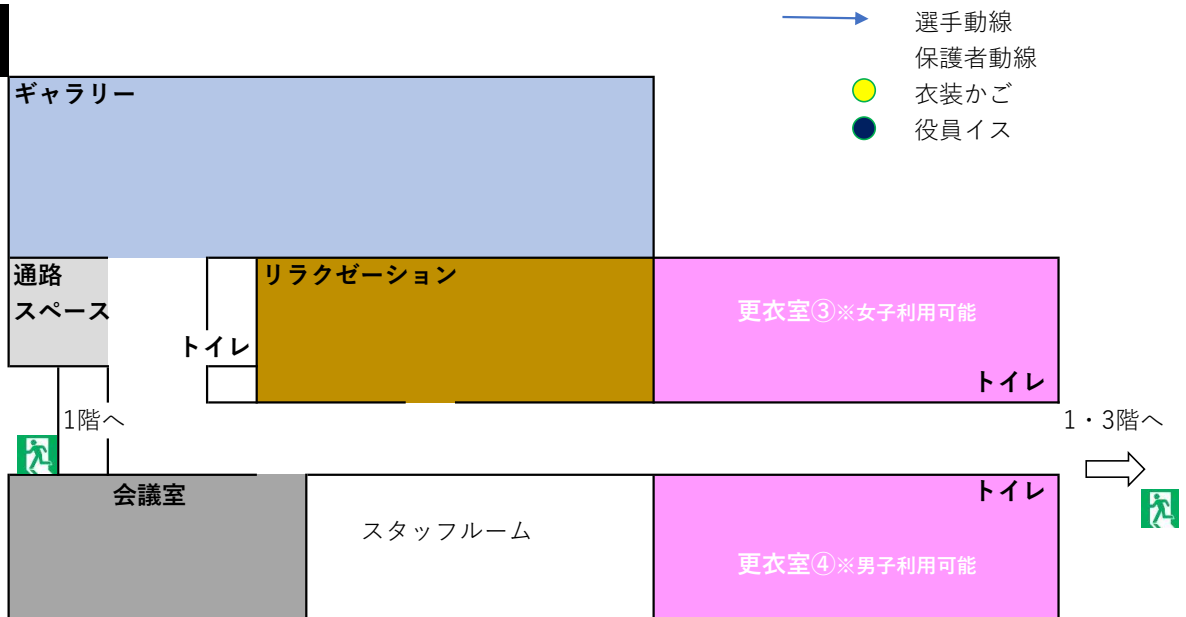 選手動線
保護者動線
衣装かご
役員イス
ギャラリー
通路
スペース
トイレ
リラクゼーション
更衣室③※女子利用可能
トイレ
1階へ
1・3階へ
会議室
スタッフルーム
トイレ
更衣室④※男子利用可能